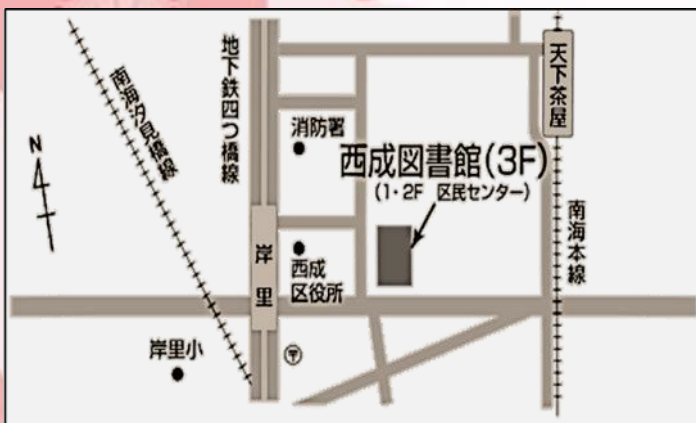 南海汐見橋線
地下鉄四つ橋線
天下茶屋
消防署
西成図書館(3F)
(1・2F 区民センター)
N
南海本線
岸里
西成
区役所
岸里小
〒